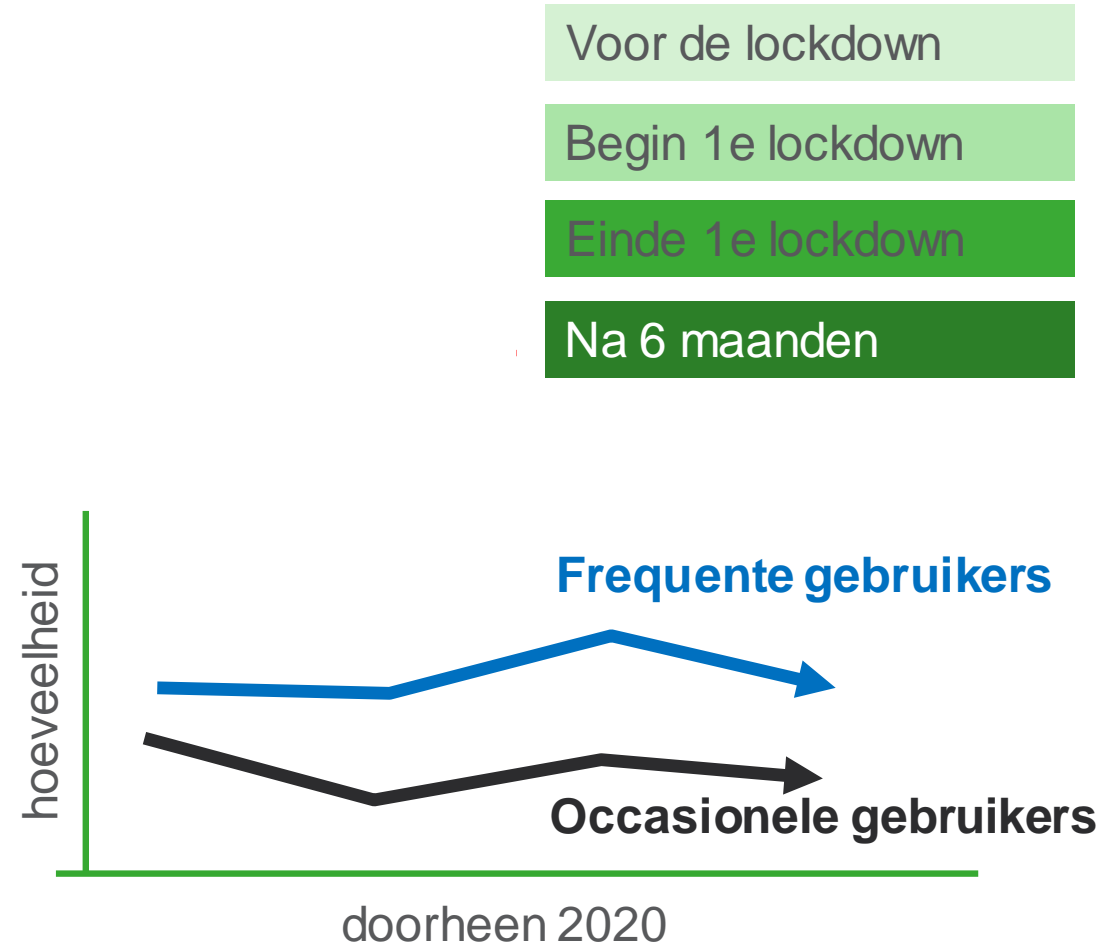 Voor de lockdown
Begin 1e lockdown
Einde 1e lockdown
Na 6 maanden
hoeveelheid
Frequente gebruikers
Occasionele gebruikers
doorheen 2020